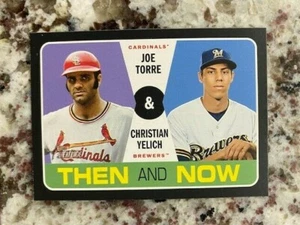 CARDINALS
JOE
TORRE
&
CHRISTIAN
YELICH
BREWERS
Cardinals
Brewers
THEN AND NOW